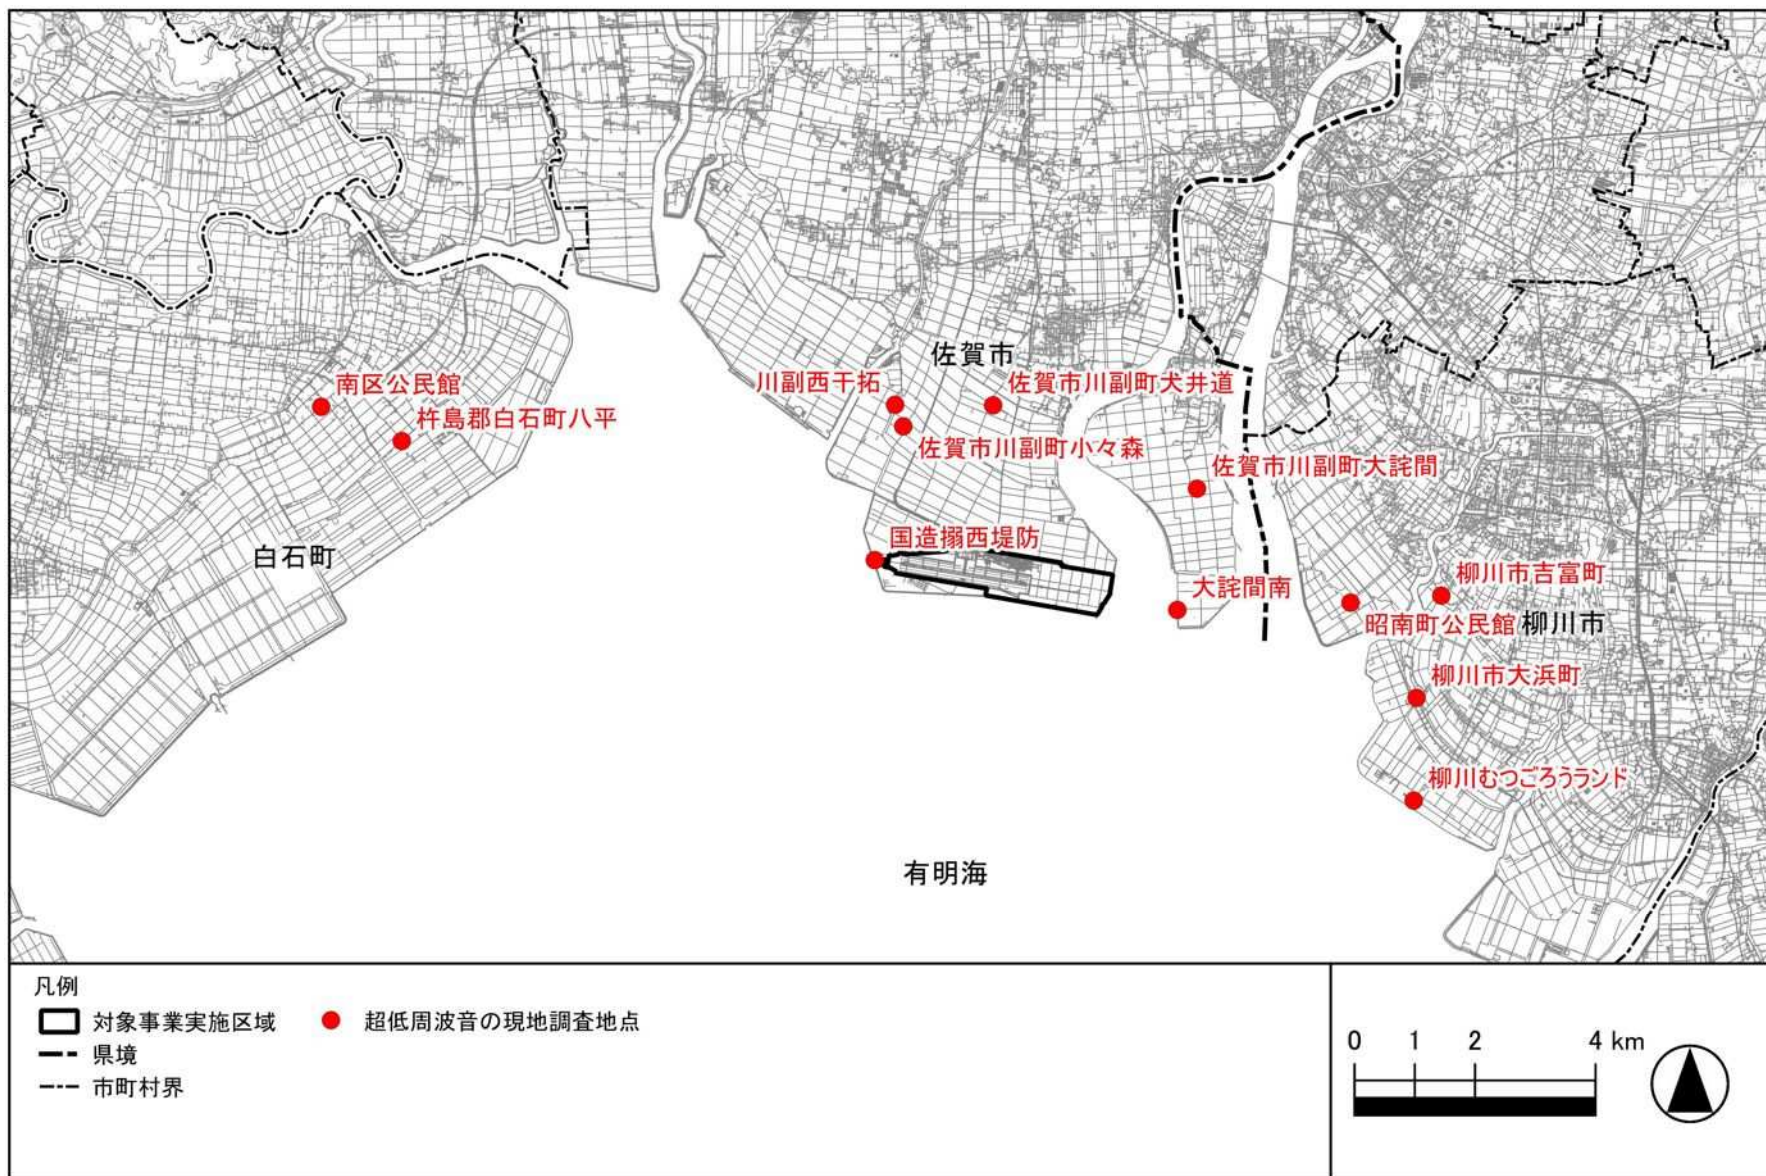 佐賀市
南区公民館
川副西干拓
佐賀市川副町犬井道
杵島郡白石町八平
佐賀市川副町小々森
佐賀市川副町大詫間
国造搦西堤防
白石町
柳川市吉富町
大詫間南
昭南町公民館
柳川市
柳川市大浜町
柳川むつごろうランド
有明海
凡例
対象事業実施区域
超低周波音の現地調査地点
県境
市町村界
0 1 2 4 km